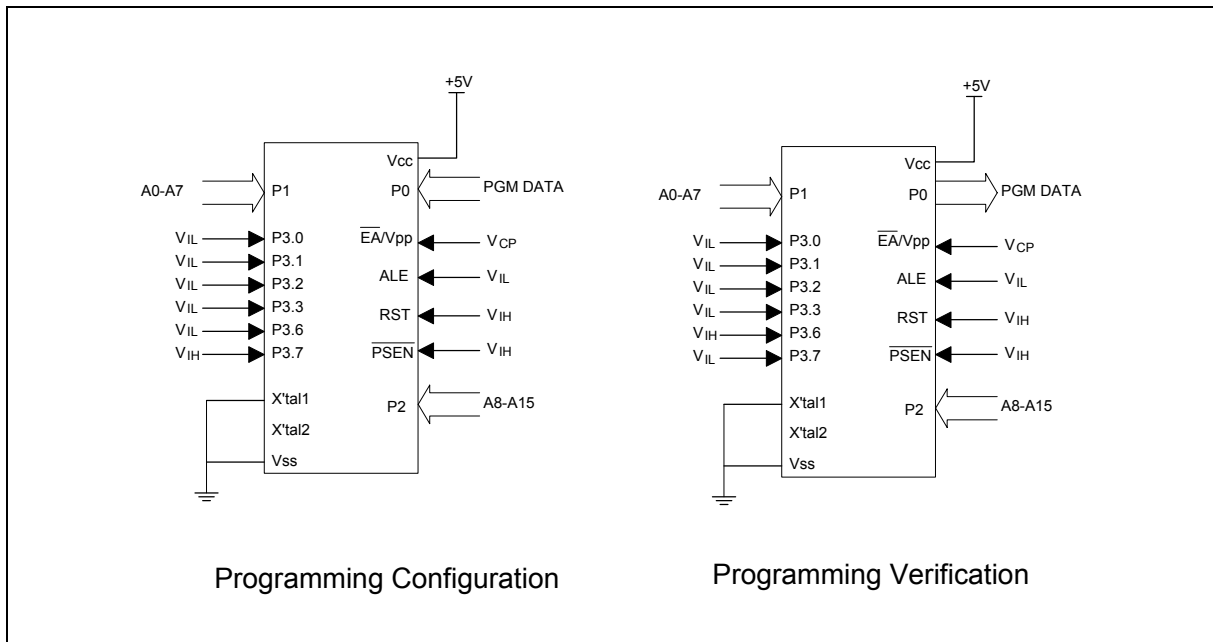 +5V
Vcc
A0-A7 P1 P0 PGM DATA
VIL P3.0 EA/Vpp VCP
VIL P3.1
VIL P3.2 ALE VIL
VIL P3.3 RST VIH
VIL P3.6
VIH P3.7 PSEN VIH
X'tal1 P2 A8-A15
X'tal2
Vss
Programming Configuration
+5V
Vcc
A0-A7 P1 P0 PGM DATA
VIL P3.0 EA/Vpp VCP
VIL P3.1
VIL P3.2 ALE VIL
VIL P3.3 RST VIH
VIH P3.6
VIL P3.7 PSEN VIH
X'tal1 P2 A8-A15
X'tal2
Vss
Programming Verification